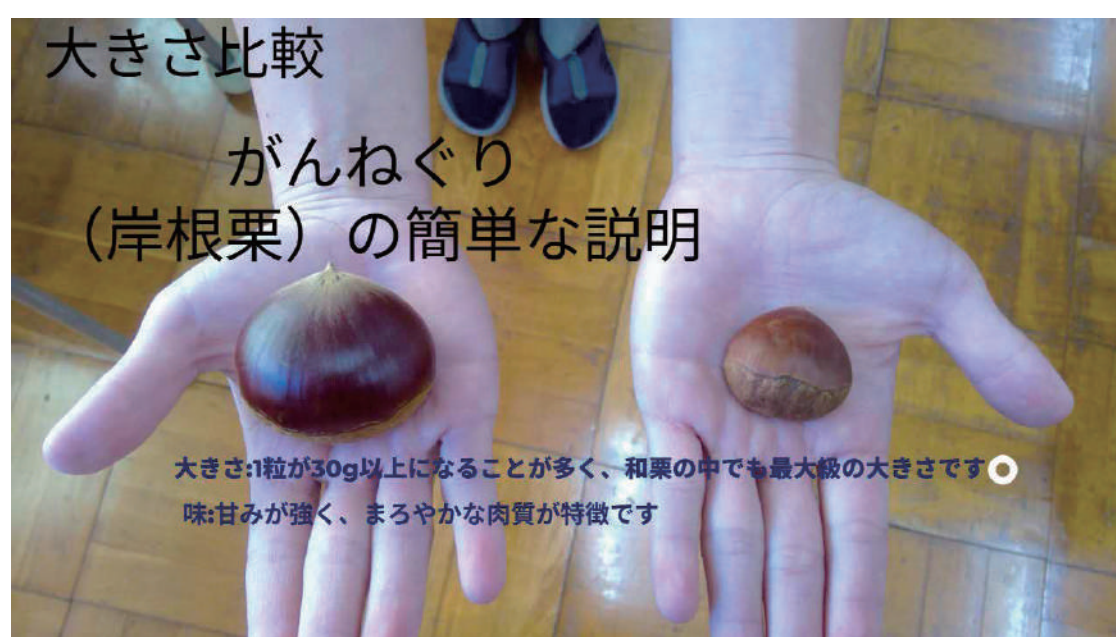 大きさ比較
がんねぐり
（岸根栗）の簡単な説明
大きさ:1粒が30g以上になることが多く、和栗の中でも最大級の大きさです
味:甘みが強く、まろやかな肉質が特徴です